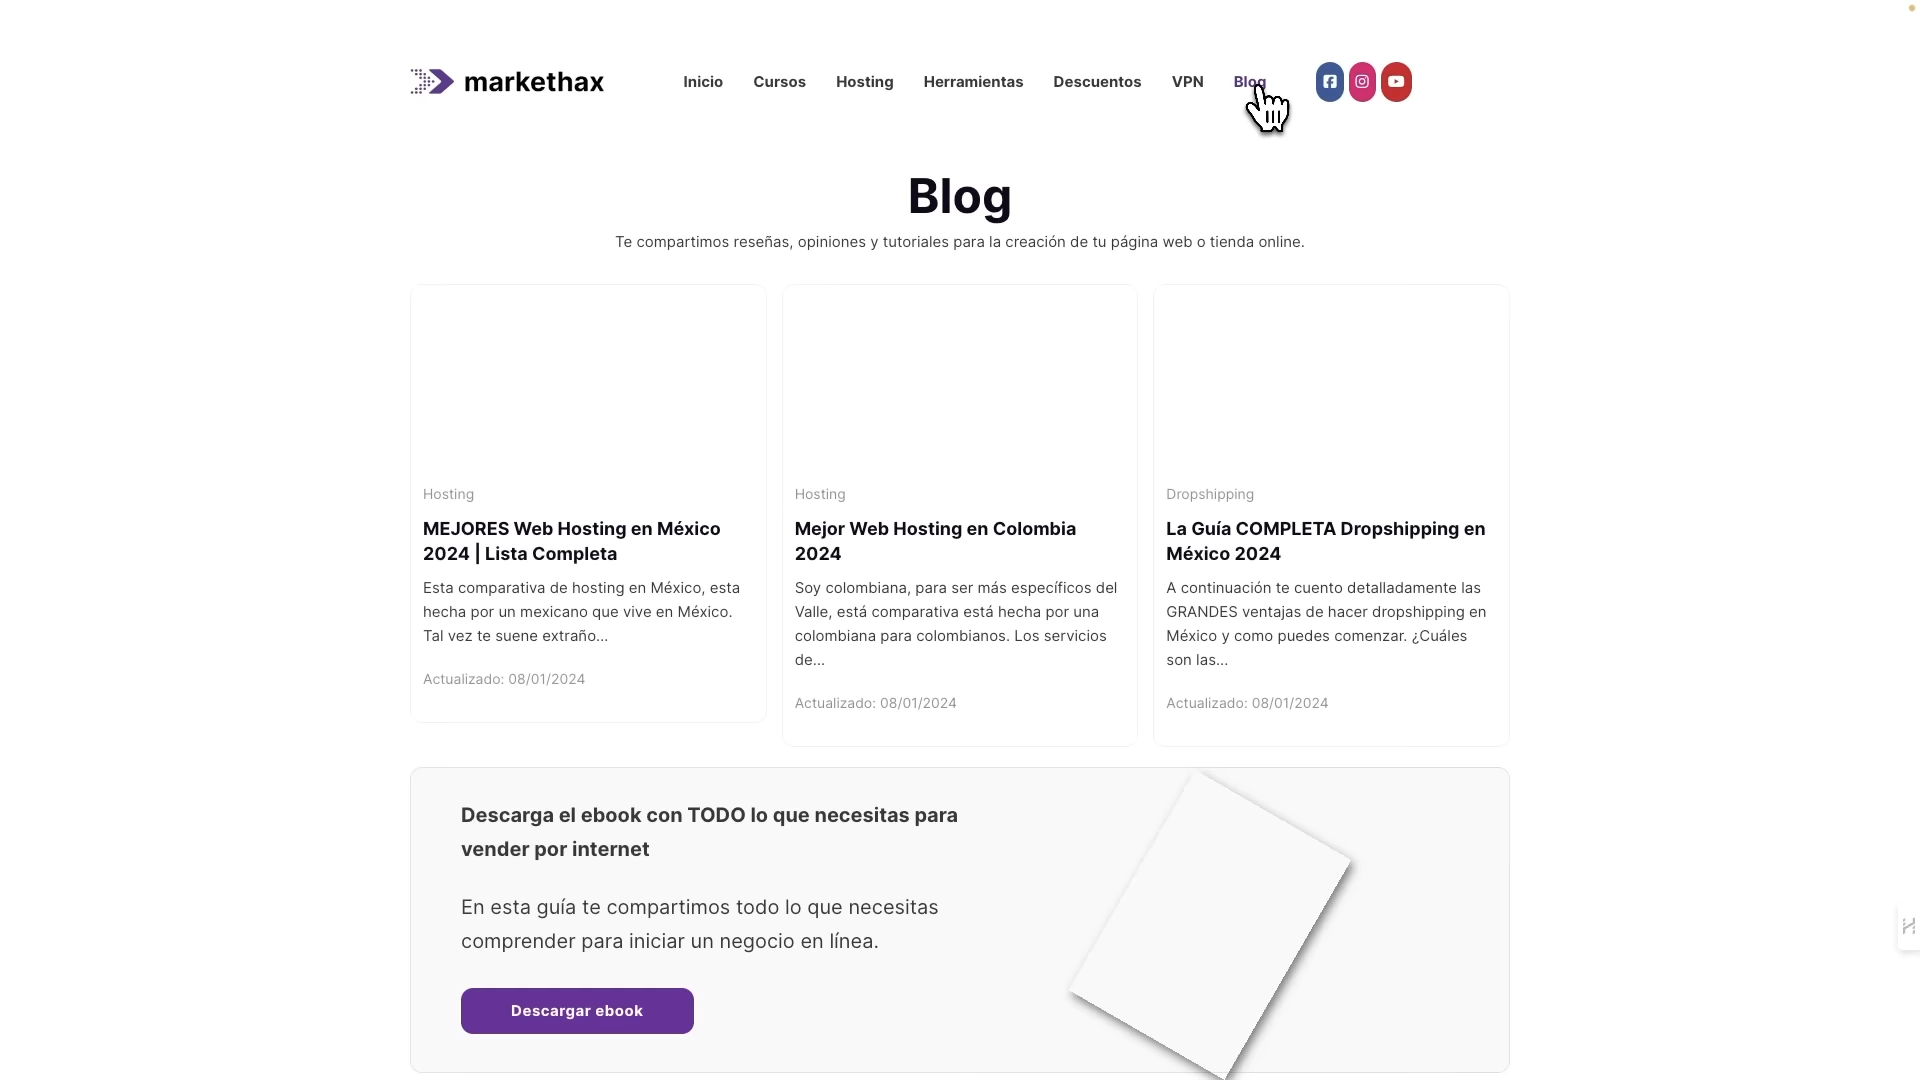 markethax
Inicio
Cursos
Hosting
Herramientas
Descuentos
VPN
Blog
Blog
Te compartimos reseñas, opiniones y tutoriales para la creación de tu página web o tienda online.
Hosting
MEJORES Web Hosting en México
2024 | Lista Completa
Esta comparativa de hosting en México, esta
hecha por un mexicano que vive en México.
Tal vez te suene extraño...
Actualizado: 08/01/2024
Hosting
Mejor Web Hosting en Colombia
2024
Soy colombiana, para ser más específicos del
Valle, está comparativa está hecha por una
colombiana para colombianos. Los servicios
de...
Actualizado: 08/01/2024
Dropshipping
La Guía COMPLETA Dropshipping en
México 2024
A continuación te cuento detalladamente las
GRANDES ventajas de hacer dropshipping en
México y como puedes comenzar. ¿Cuáles
son las...
Actualizado: 08/01/2024
Descarga el ebook con TODO lo que necesitas para
vender por internet
En esta guía te compartimos todo lo que necesitas
comprender para iniciar un negocio en línea.
Descargar ebook